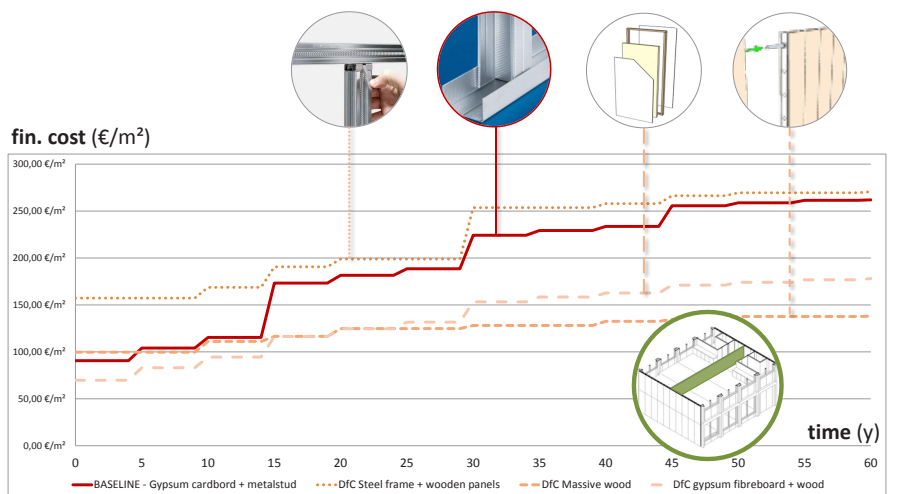 fin. cost (€/m²)
300,00 €/m²
250,00 €/m²
200,00 €/m²
150,00 €/m²
100,00 €/m²
50,00 €/m²
0,00 €/m²
time (y)
0 5 10 15 20 25 30 35 40 45 50 55 60
BASELINE - Gypsum cardbord + metalstud DfC Steel frame + wooden panels DfC Massive wood DfC gypsum fibreboard + wood